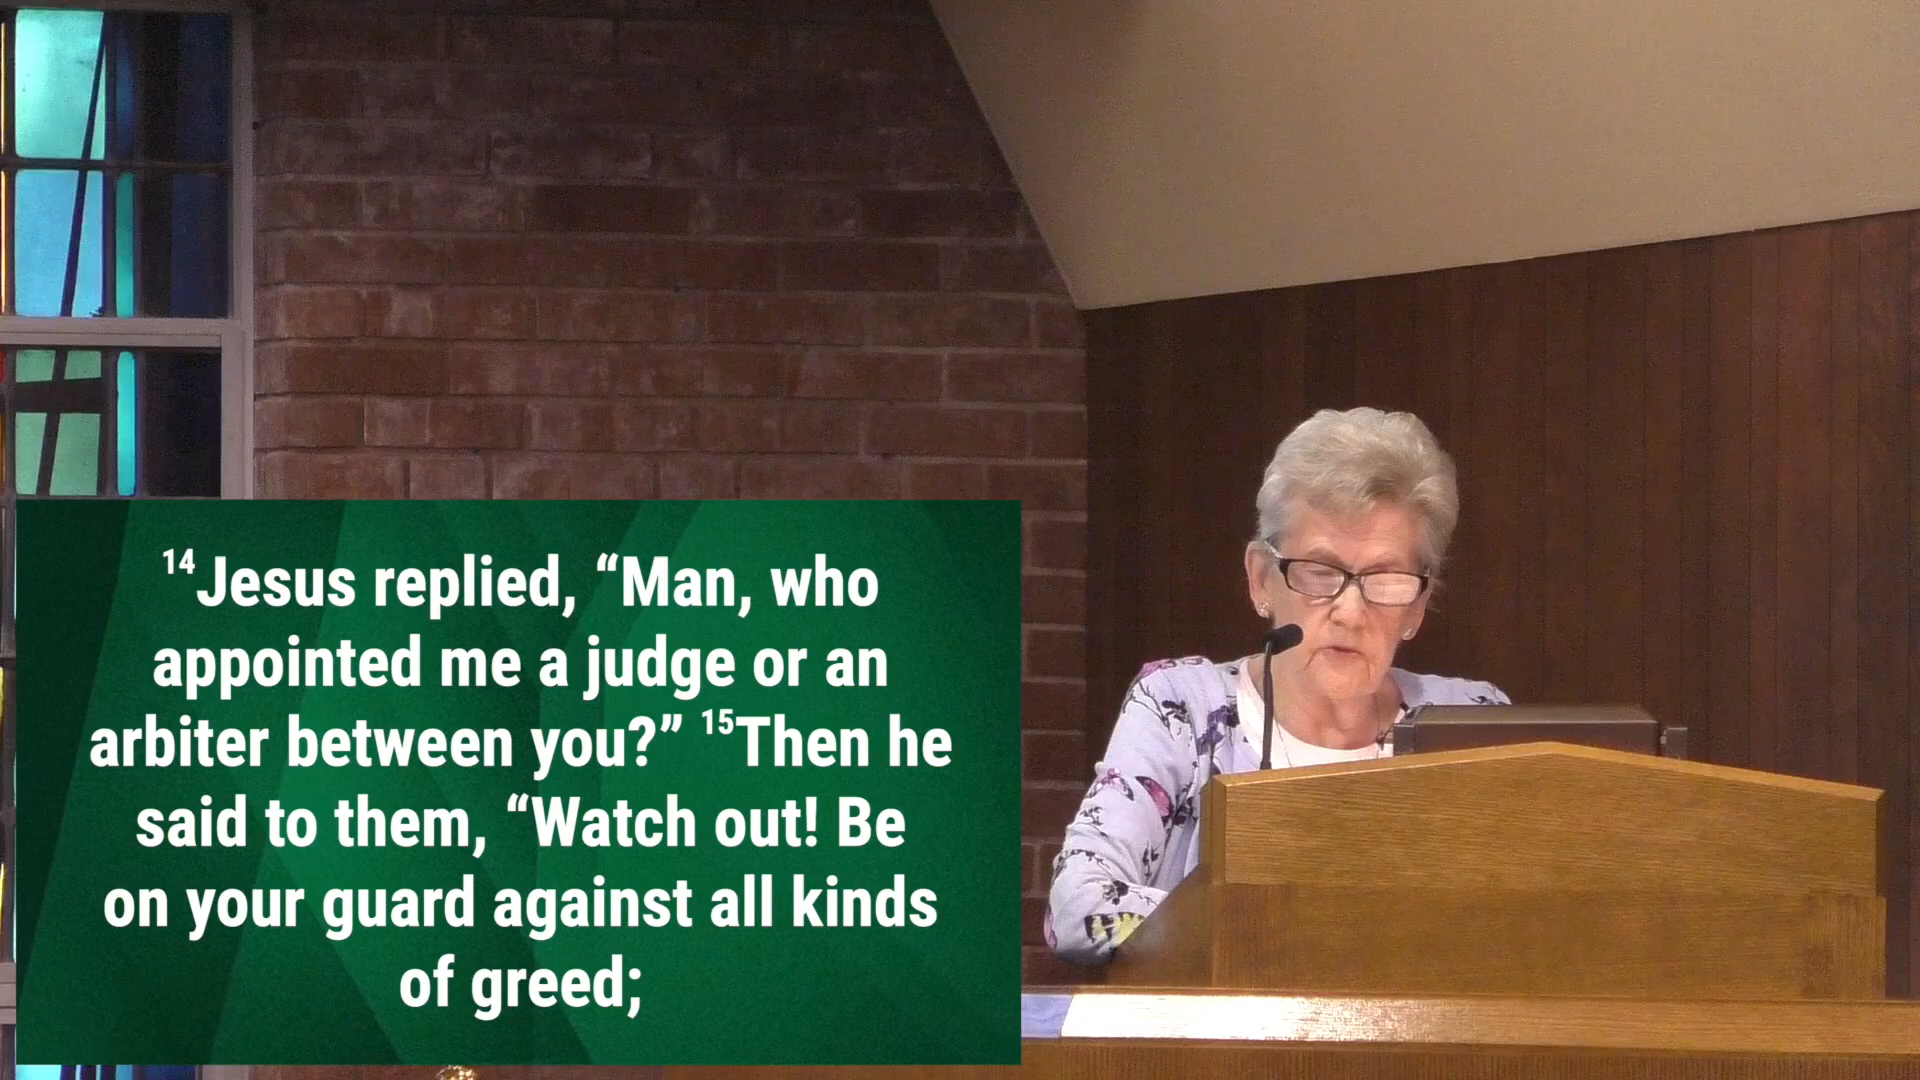 14Jesus replied, “Man, who
appointed me a judge or an
arbiter between you?” 15Then he
said to them, “Watch out! Be
on your guard against all kinds
of greed;